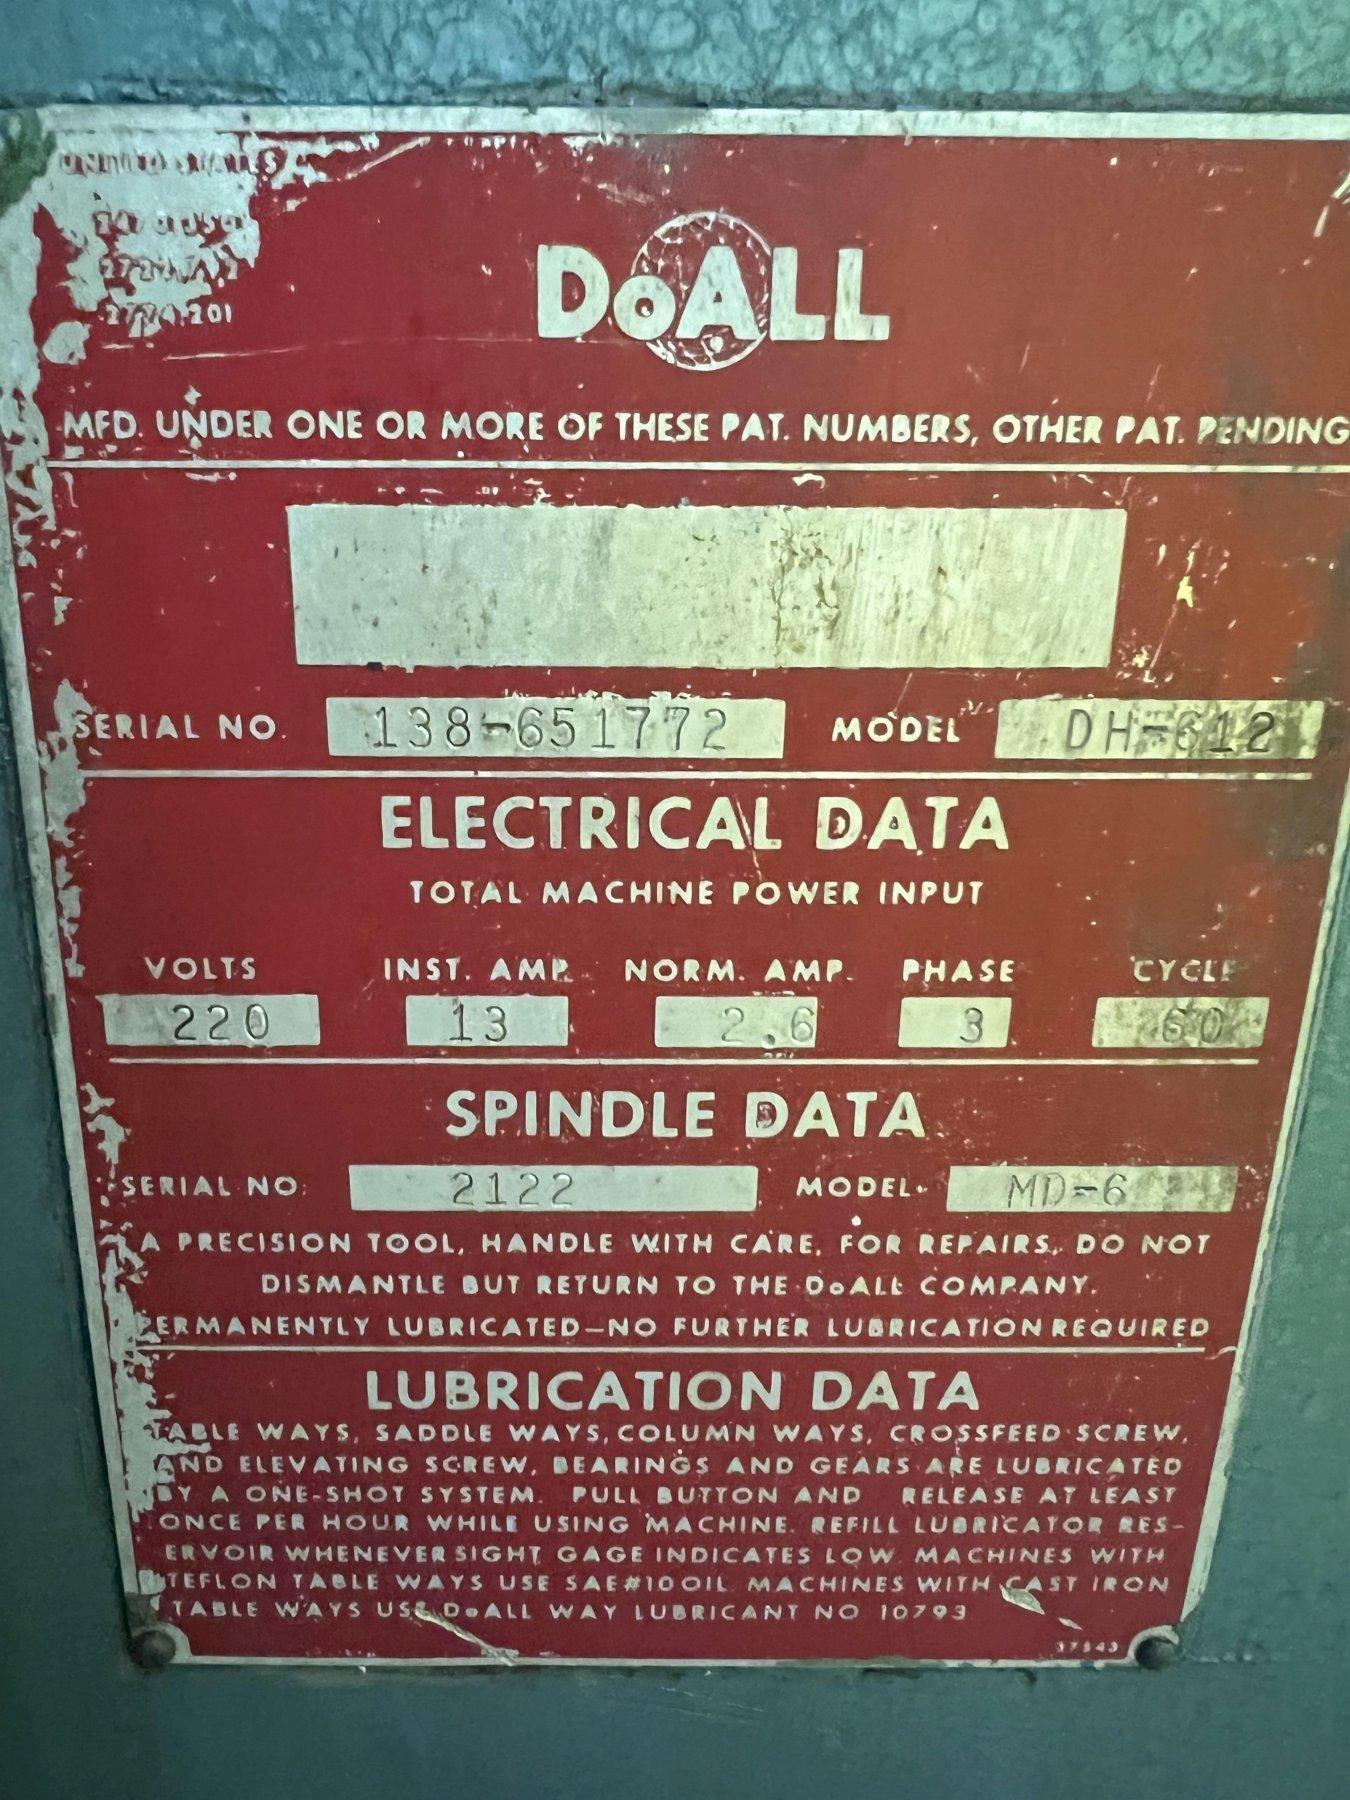 UNITED STATES
DoALL
MFD. UNDER ONE OR MORE OF THESE PAT. NUMBERS, OTHER PAT. PENDING
SERIAL NO. 138-651772 MODEL DH-612
ELECTRICAL DATA
TOTAL MACHINE POWER INPUT
VOLTS INST. AMP. NORM. AMP. PHASE CYCLE
220 13 2.6 3 60
SPINDLE DATA
SERIAL NO. 2122 MODEL. MD-6
A PRECISION TOOL, HANDLE WITH CARE. FOR REPAIRS, DO NOT
DISMANTLE BUT RETURN TO THE DoALL COMPANY.
PERMANENTLY LUBRICATED—NO FURTHER LUBRICATION REQUIRED
LUBRICATION DATA
TABLE WAYS, SADDLE WAYS, COLUMN WAYS, CROSSFEED SCREW,
AND ELEVATING SCREW, BEARINGS AND GEARS ARE LUBRICATED
BY A ONE-SHOT SYSTEM. PULL BUTTON AND RELEASE AT LEAST
ONCE PER HOUR WHILE USING MACHINE. REFILL LUBRICATOR RES-
ERVOIR WHENEVER SIGHT GAGE INDICATES LOW. MACHINES WITH
TEFLON TABLE WAYS USE SAE#10 OIL. MACHINES WITH CAST IRON
TABLE WAYS USE DoALL WAY LUBRICANT NO 10793
37543